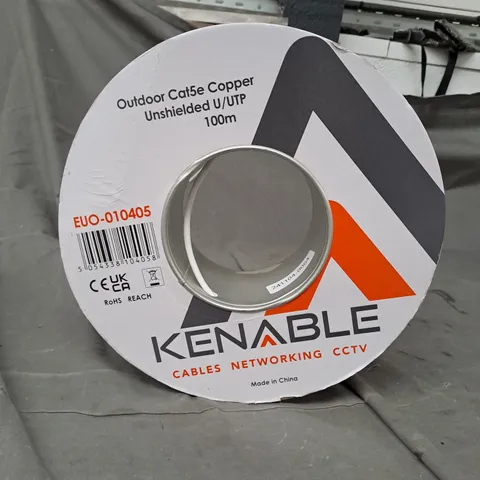 Outdoor Cat5e Copper
Unshielded U/UTP
100m
EUO-010405
5 054338 104058
CE UK CA
RoHS REACH
KENABLE
CABLES NETWORKING CCTV
Made in China